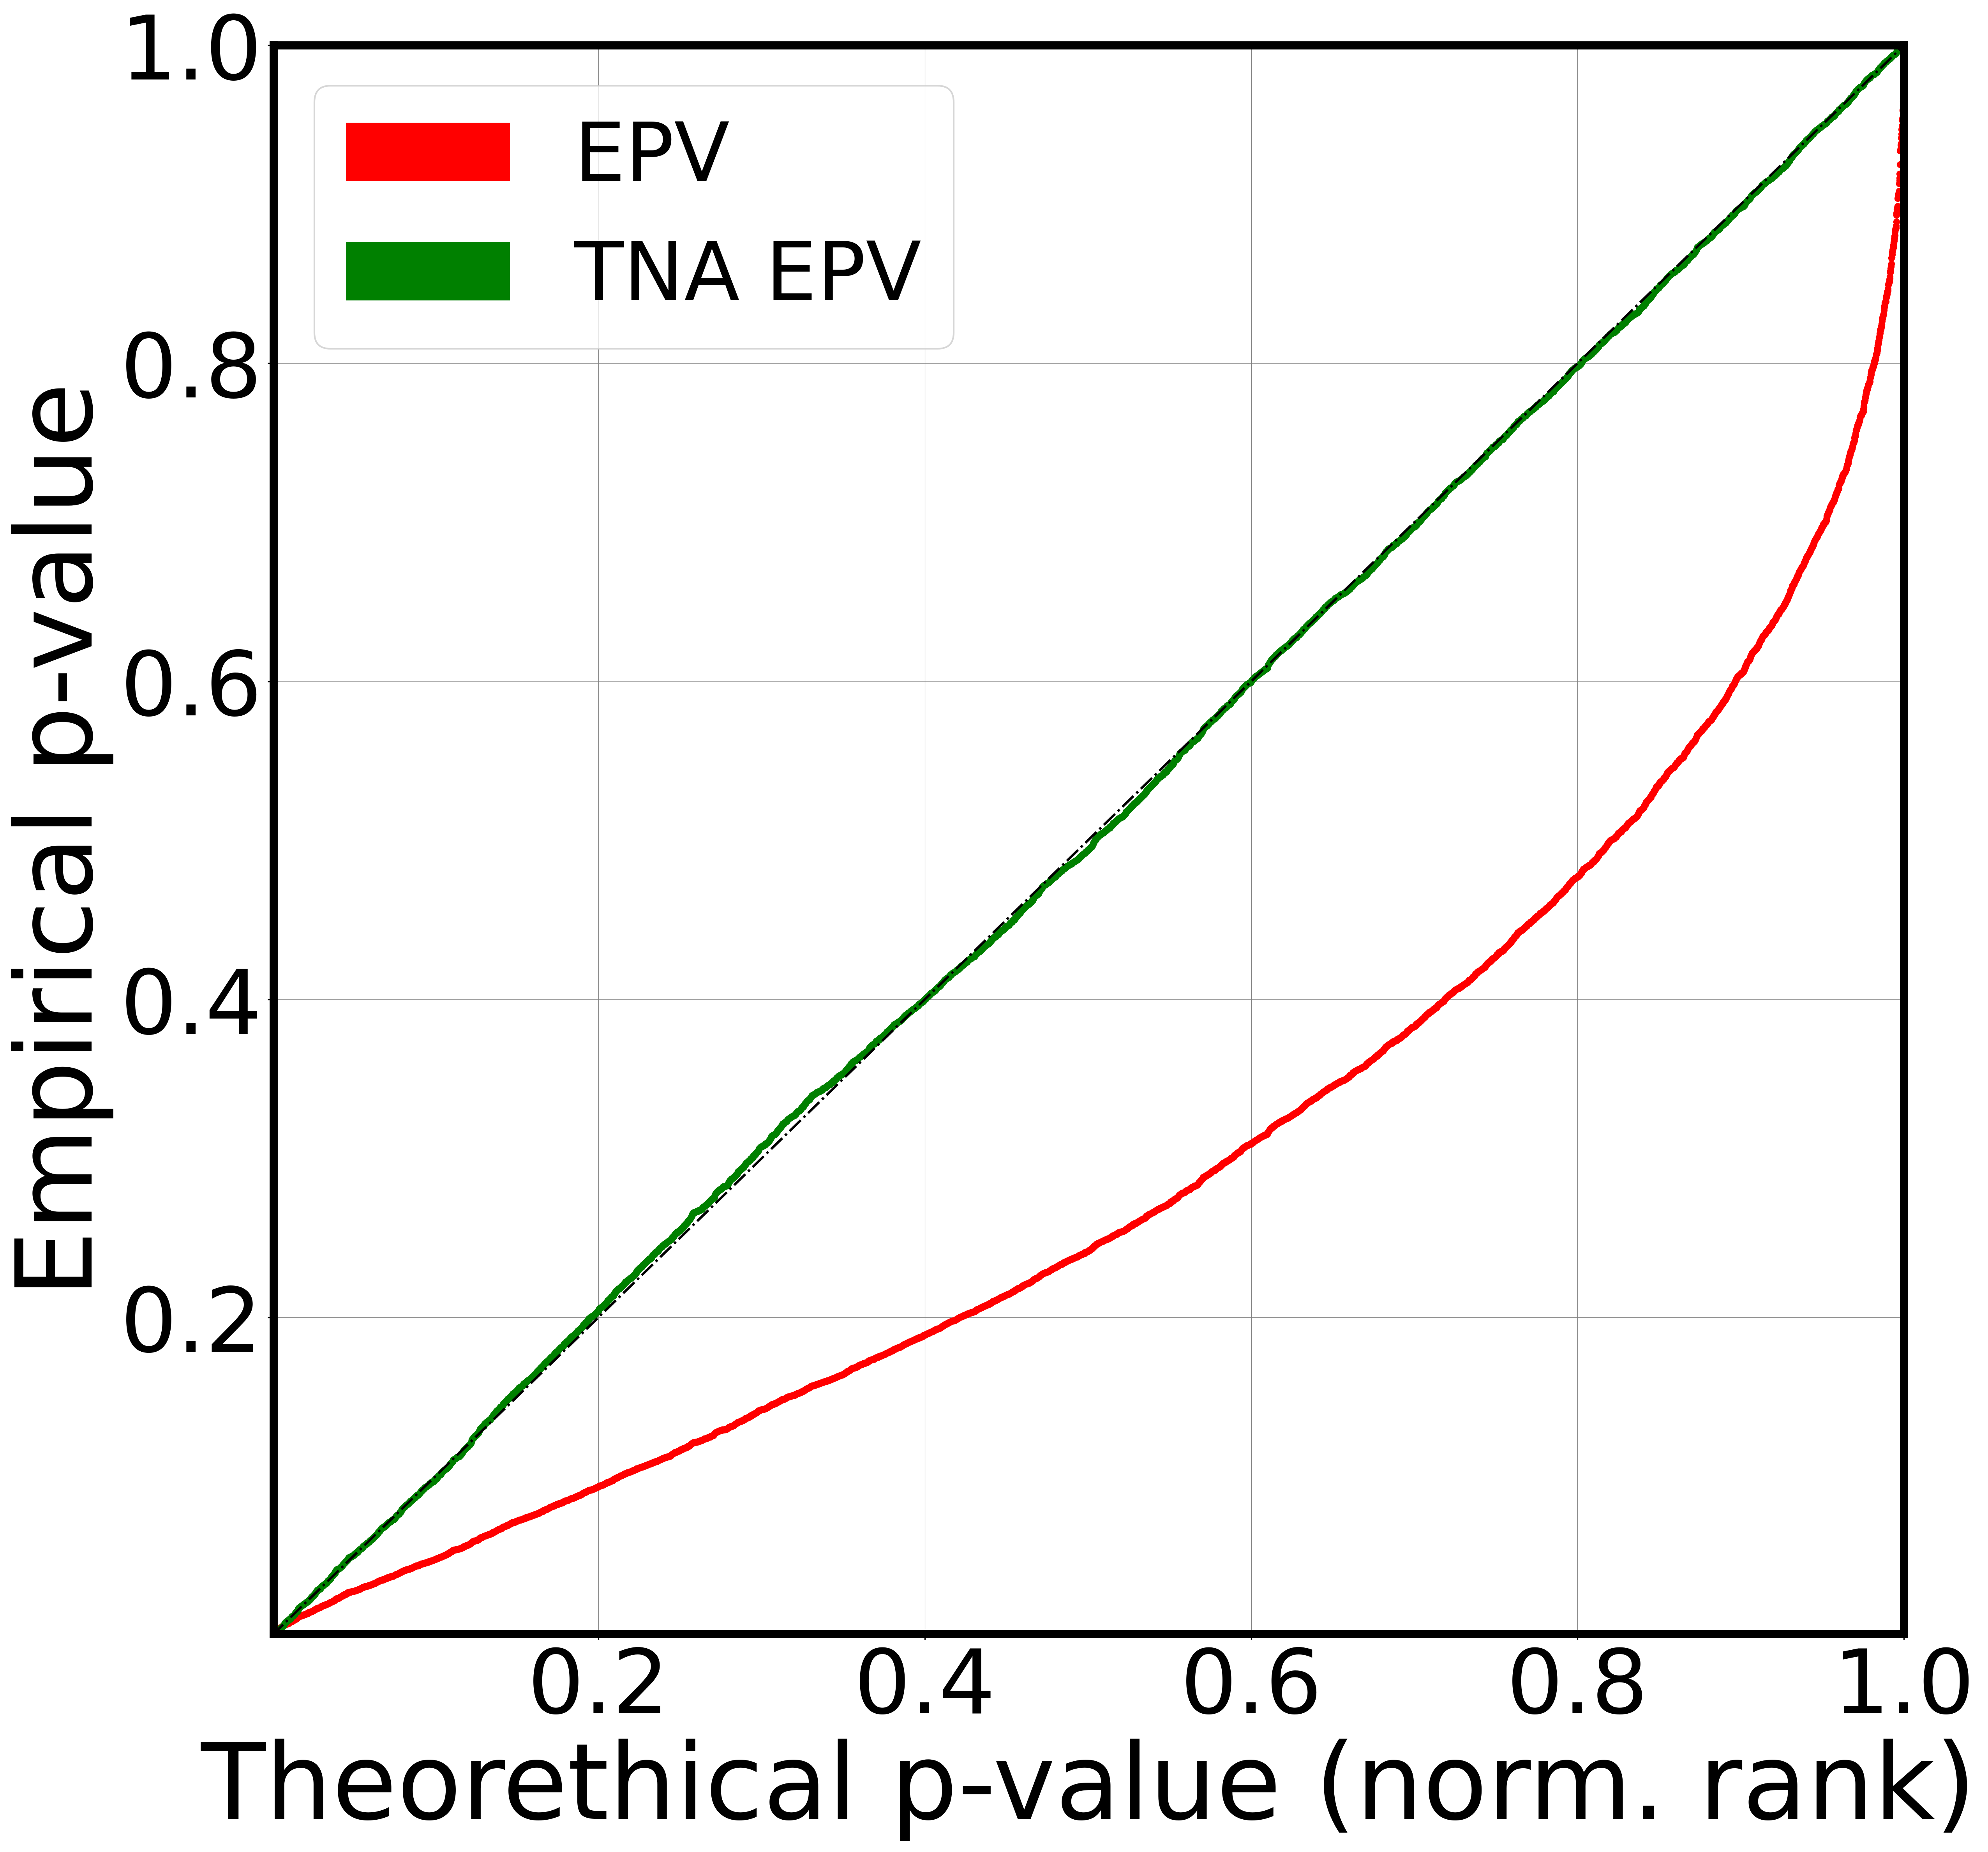 1.0
EPV
TNA EPV
0.8
0.6
0.4
0.2
Empirical p-value
0.2 0.4 0.6 0.8 1.0
Theorethical p-value (norm. rank)